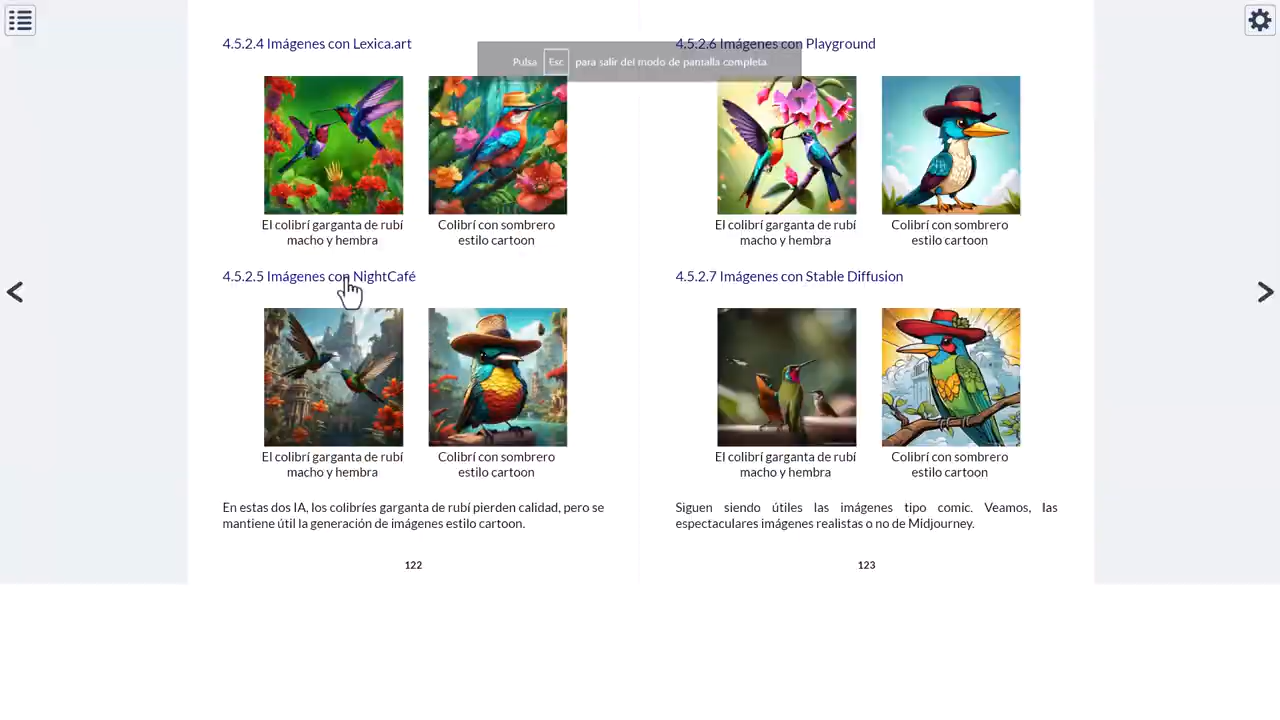 4.5.2.4 Imágenes con Lexica.art
El colibrí garganta de rubí
macho y hembra
Colibrí con sombrero
estilo cartoon
4.5.2.5 Imágenes con NightCafé
El colibrí garganta de rubí
macho y hembra
Colibrí con sombrero
estilo cartoon
En estas dos IA, los colibríes garganta de rubí pierden calidad, pero se
mantiene útil la generación de imágenes estilo cartoon.
122
Pulsa Esc para salir del modo de pantalla completa
4.5.2.6 Imágenes con Playground
El colibrí garganta de rubí
macho y hembra
Colibrí con sombrero
estilo cartoon
4.5.2.7 Imágenes con Stable Diffusion
El colibrí garganta de rubí
macho y hembra
Colibrí con sombrero
estilo cartoon
Siguen siendo útiles las imágenes tipo comic. Veamos, las
espectaculares imágenes realistas o no de Midjourney.
123